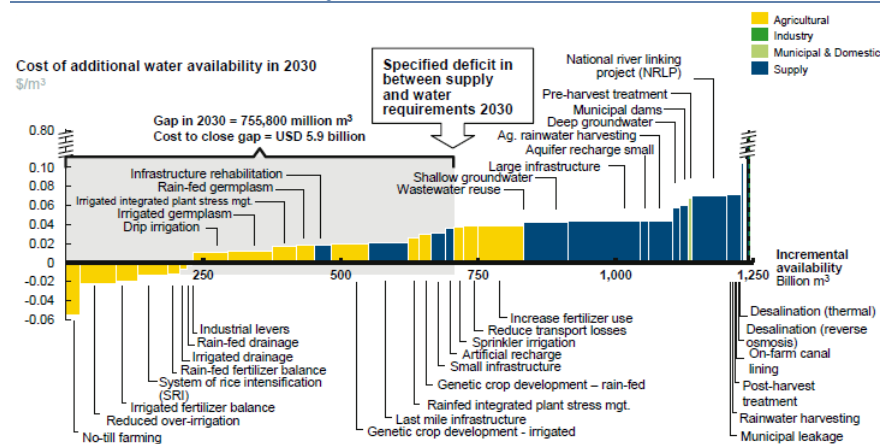 Agricultural
Industry
Municipal & Domestic
Supply
Cost of additional water availability in 2030
$/m³
Specified deficit in
between supply
and water
requirements 2030
National river linking
project (NRLP)
Gap in 2030 = 755,800 million m³
Cost to close gap = USD 5.9 billion
Pre-harvest treatment
Municipal dams
Deep groundwater
Ag. rainwater harvesting
Aquifer recharge small
Large infrastructure
Shallow groundwater
Wastewater reuse
Infrastructure rehabilitation
Rain-fed germplasm
Irrigated integrated plant stress mgt.
Irrigated germplasm
Drip irrigation
0.80
0.10
0.08
0.06
0.04
0.02
0
-0.02
-0.04
-0.06
250
500
750
1,000
1,250
Incremental
availability
Billion m³
Industrial levers
Rain-fed drainage
Irrigated drainage
Rain-fed fertilizer balance
System of rice intensification
(SRI)
Irrigated fertilizer balance
Reduced over-irrigation
No-till farming
Increase fertilizer use
Reduce transport losses
Sprinkler irrigation
Artificial recharge
Small infrastructure
Genetic crop development – rain-fed
Rainfed integrated plant stress mgt.
Last mile infrastructure
Genetic crop development - irrigated
Desalination (thermal)
Desalination (reverse
osmosis)
On-farm canal
lining
Post-harvest
treatment
Rainwater harvesting
Municipal leakage